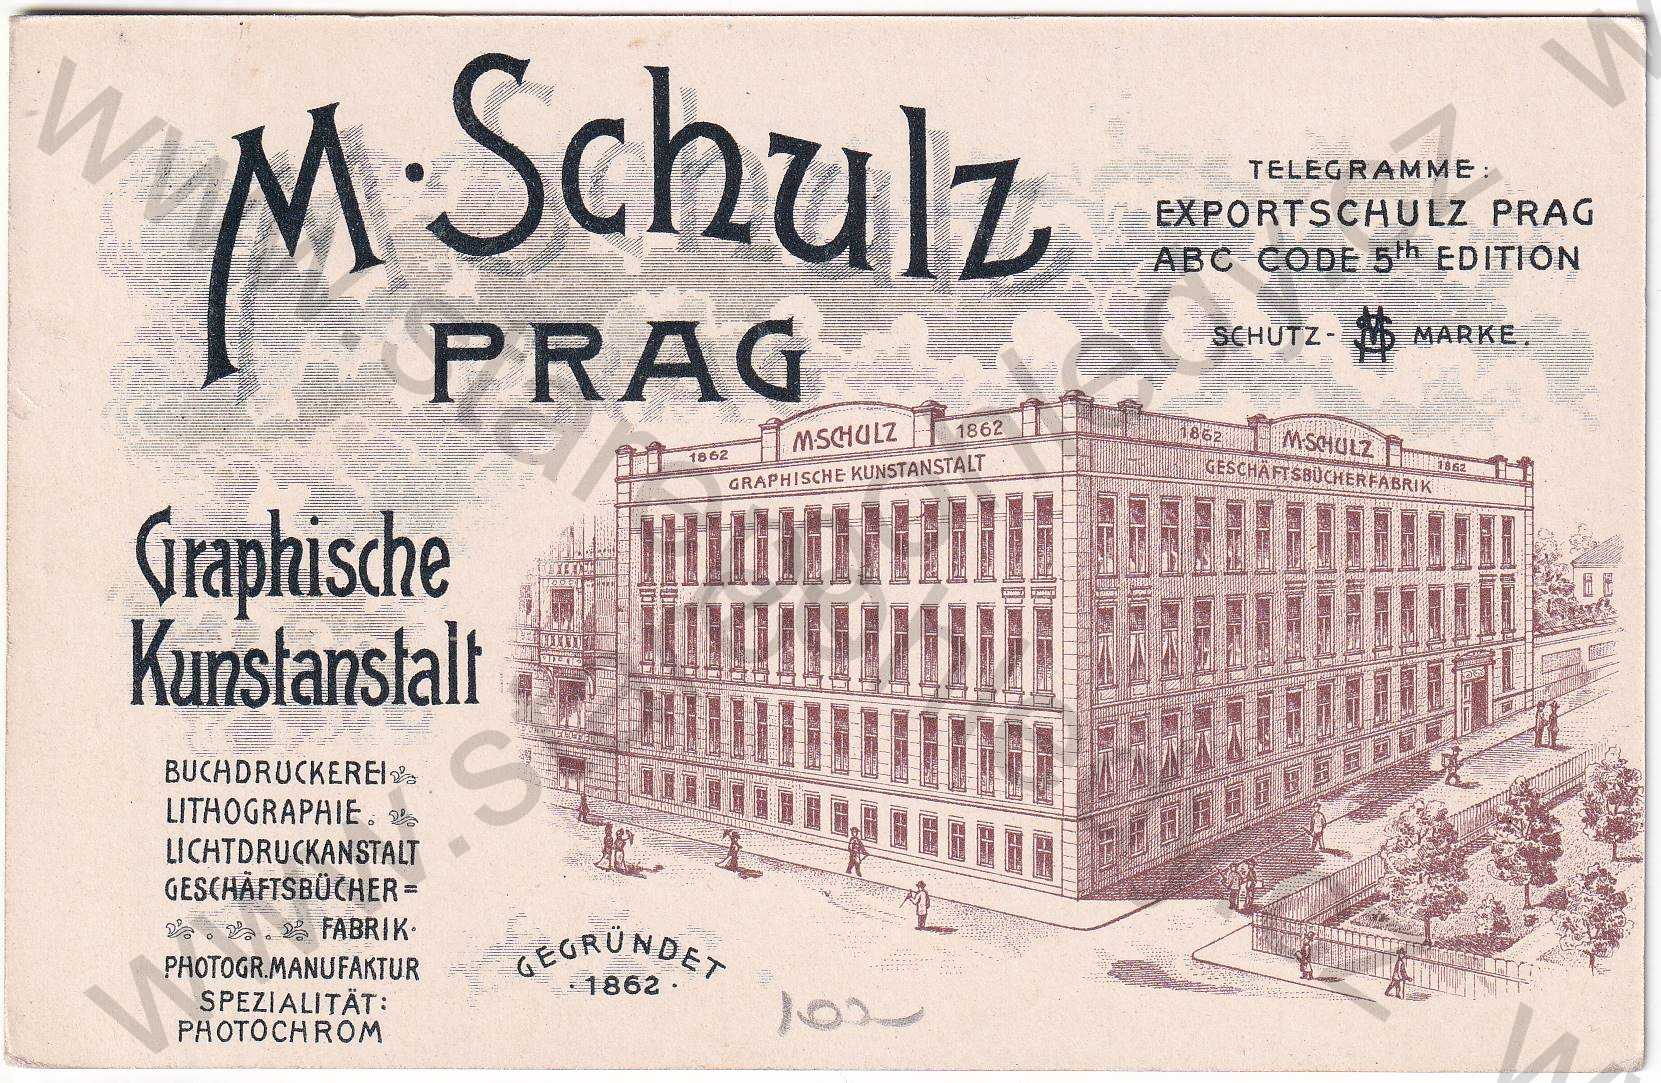 M. Schulz
PRAG
TELEGRAMME:
EXPORTSCHULZ PRAG
ABC CODE 5th EDITION
SCHUTZ- MS MARKE.
1862
M·SCHULZ
1862
GRAPHISCHE KUNSTANSTALT
1862
M·SCHULZ
1862
GESCHÄFTSBÜCHERFABRIK
Graphische
Kunstanstalt
BUCHDRUCKEREI
LITHOGRAPHIE.
LICHTDRUCKANSTALT
GESCHÄFTSBÜCHER=
FABRIK·
PHOTOGR.MANUFAKTUR
SPEZIALITÄT:
PHOTOCHROM
GEGRÜNDET
· 1862 ·
102